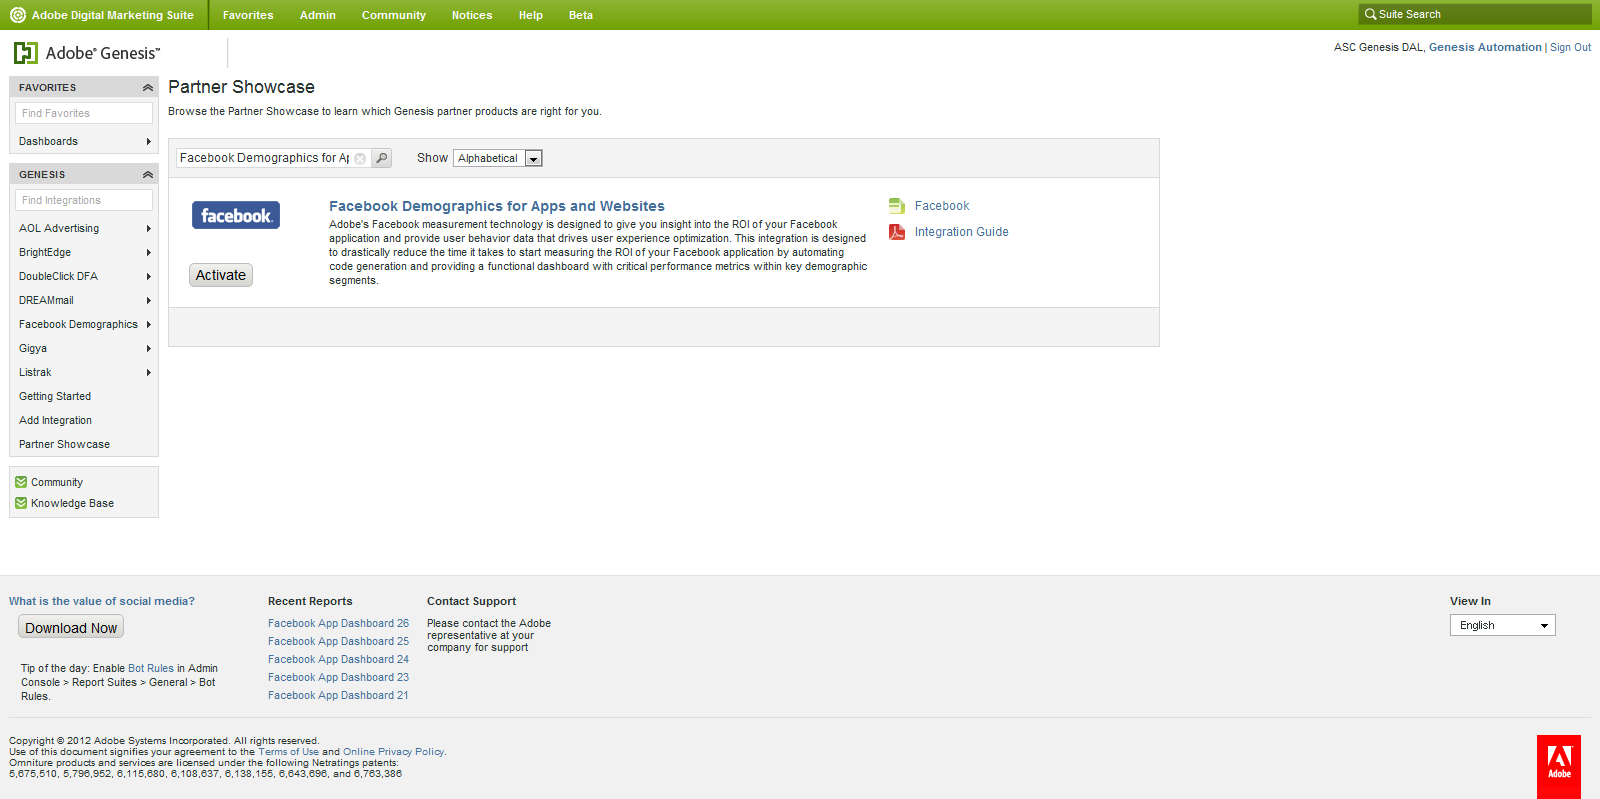 Adobe Digital Marketing Suite
Favorites
Admin
Community
Notices
Help
Beta
Suite Search
Adobe® Genesis™
ASC Genesis DAL, Genesis Automation | Sign Out
FAVORITES
Find Favorites
Dashboards
GENESIS
Find Integrations
AOL Advertising
BrightEdge
DoubleClick DFA
DREAMmail
Facebook Demographics
Gigya
Listrak
Getting Started
Add Integration
Partner Showcase
Community
Knowledge Base
Partner Showcase
Browse the Partner Showcase to learn which Genesis partner products are right for you.
Facebook Demographics for Ap
Show
Alphabetical
facebook.
Activate
Facebook Demographics for Apps and Websites
Adobe's Facebook measurement technology is designed to give you insight into the ROI of your Facebook
application and provide user behavior data that drives user experience optimization. This integration is designed
to drastically reduce the time it takes to start measuring the ROI of your Facebook application by automating
code generation and providing a functional dashboard with critical performance metrics within key demographic
segments.
Facebook
Integration Guide
What is the value of social media?
Download Now
Tip of the day: Enable Bot Rules in Admin
Console > Report Suites > General > Bot
Rules.
Recent Reports
Facebook App Dashboard 26
Facebook App Dashboard 25
Facebook App Dashboard 24
Facebook App Dashboard 23
Facebook App Dashboard 21
Contact Support
Please contact the Adobe
representative at your
company for support
View In
English
Copyright © 2012 Adobe Systems Incorporated. All rights reserved.
Use of this document signifies your agreement to the Terms of Use and Online Privacy Policy.
Omniture products and services are licensed under the following Netratings patents:
5,675,510, 5,796,952, 6,115,680, 6,108,637, 6,138,155, 6,643,696, and 6,763,386
Adobe